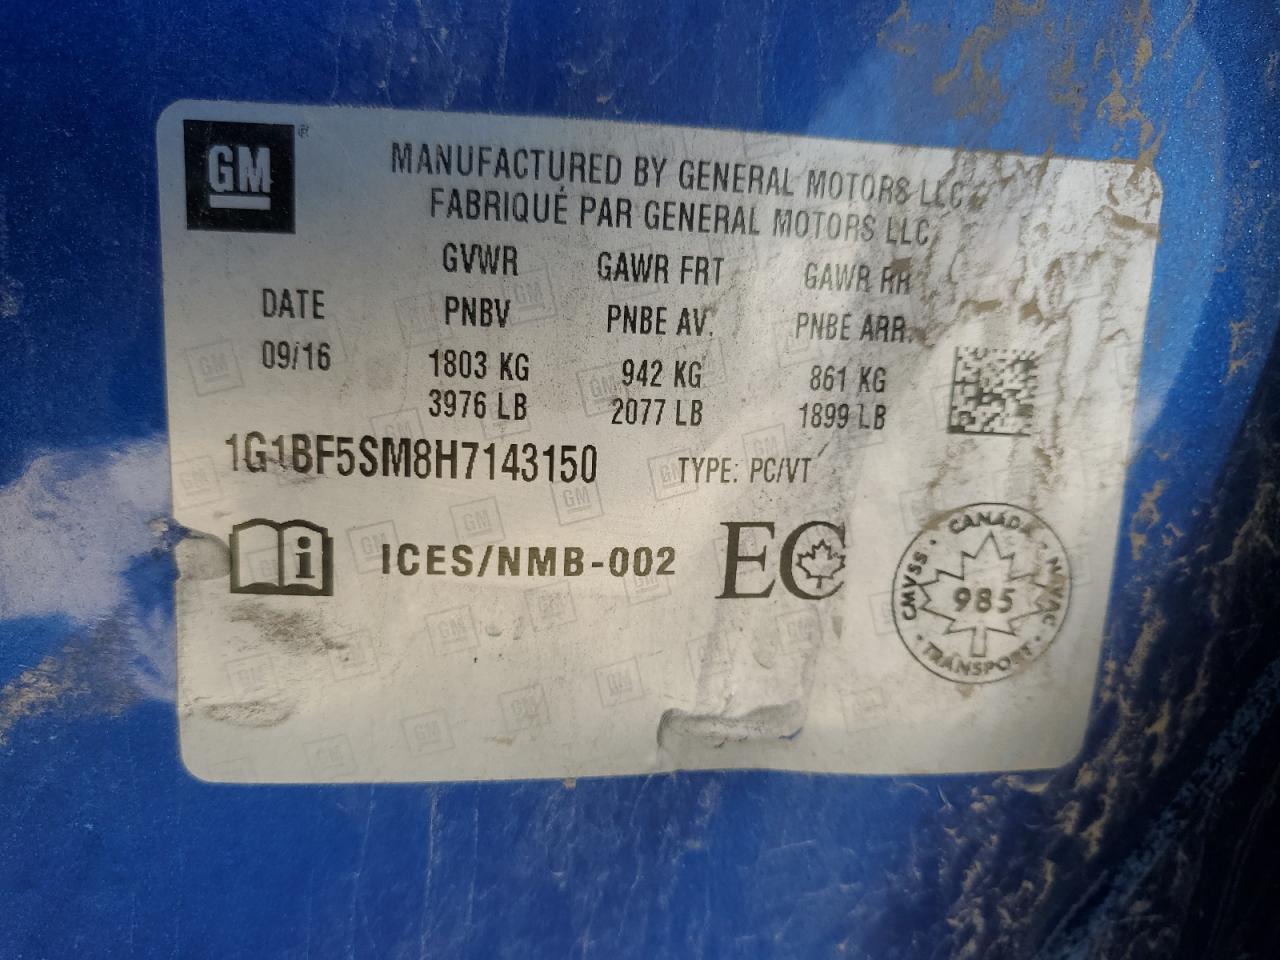 GM ®
MANUFACTURED BY GENERAL MOTORS LLC
FABRIQUÉ PAR GENERAL MOTORS LLC
GVWR GAWR FRT GAWR RR
DATE PNBV PNBE AV. PNBE ARR.
09/16 1803 KG 942 KG 861 KG
3976 LB 2077 LB 1899 LB
1G1BF5SM8H7143150 TYPE: PC/VT
i ICES/NMB-002 EC
CANADA
CMVSS · NSVAC
985
TRANSPORT